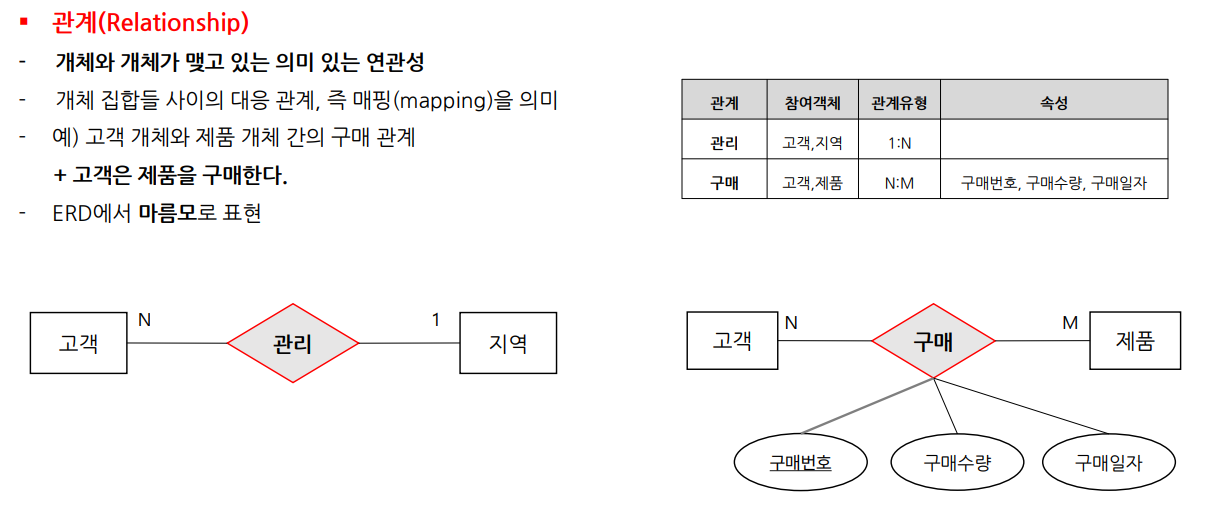 ▪ 관계(Relationship)
- 개체와 개체가 맺고 있는 의미 있는 연관성
- 개체 집합들 사이의 대응 관계, 즉 매핑(mapping)을 의미
- 예) 고객 개체와 제품 개체 간의 구매 관계
+ 고객은 제품을 구매한다.
- ERD에서 마름모로 표현
관계 참여객체 관계유형 속성
관리 고객,지역 1:N
구매 고객,제품 N:M 구매번호, 구매수량, 구매일자
고객 N 관리 1 지역
고객 N 구매 M 제품
구매번호 구매수량 구매일자